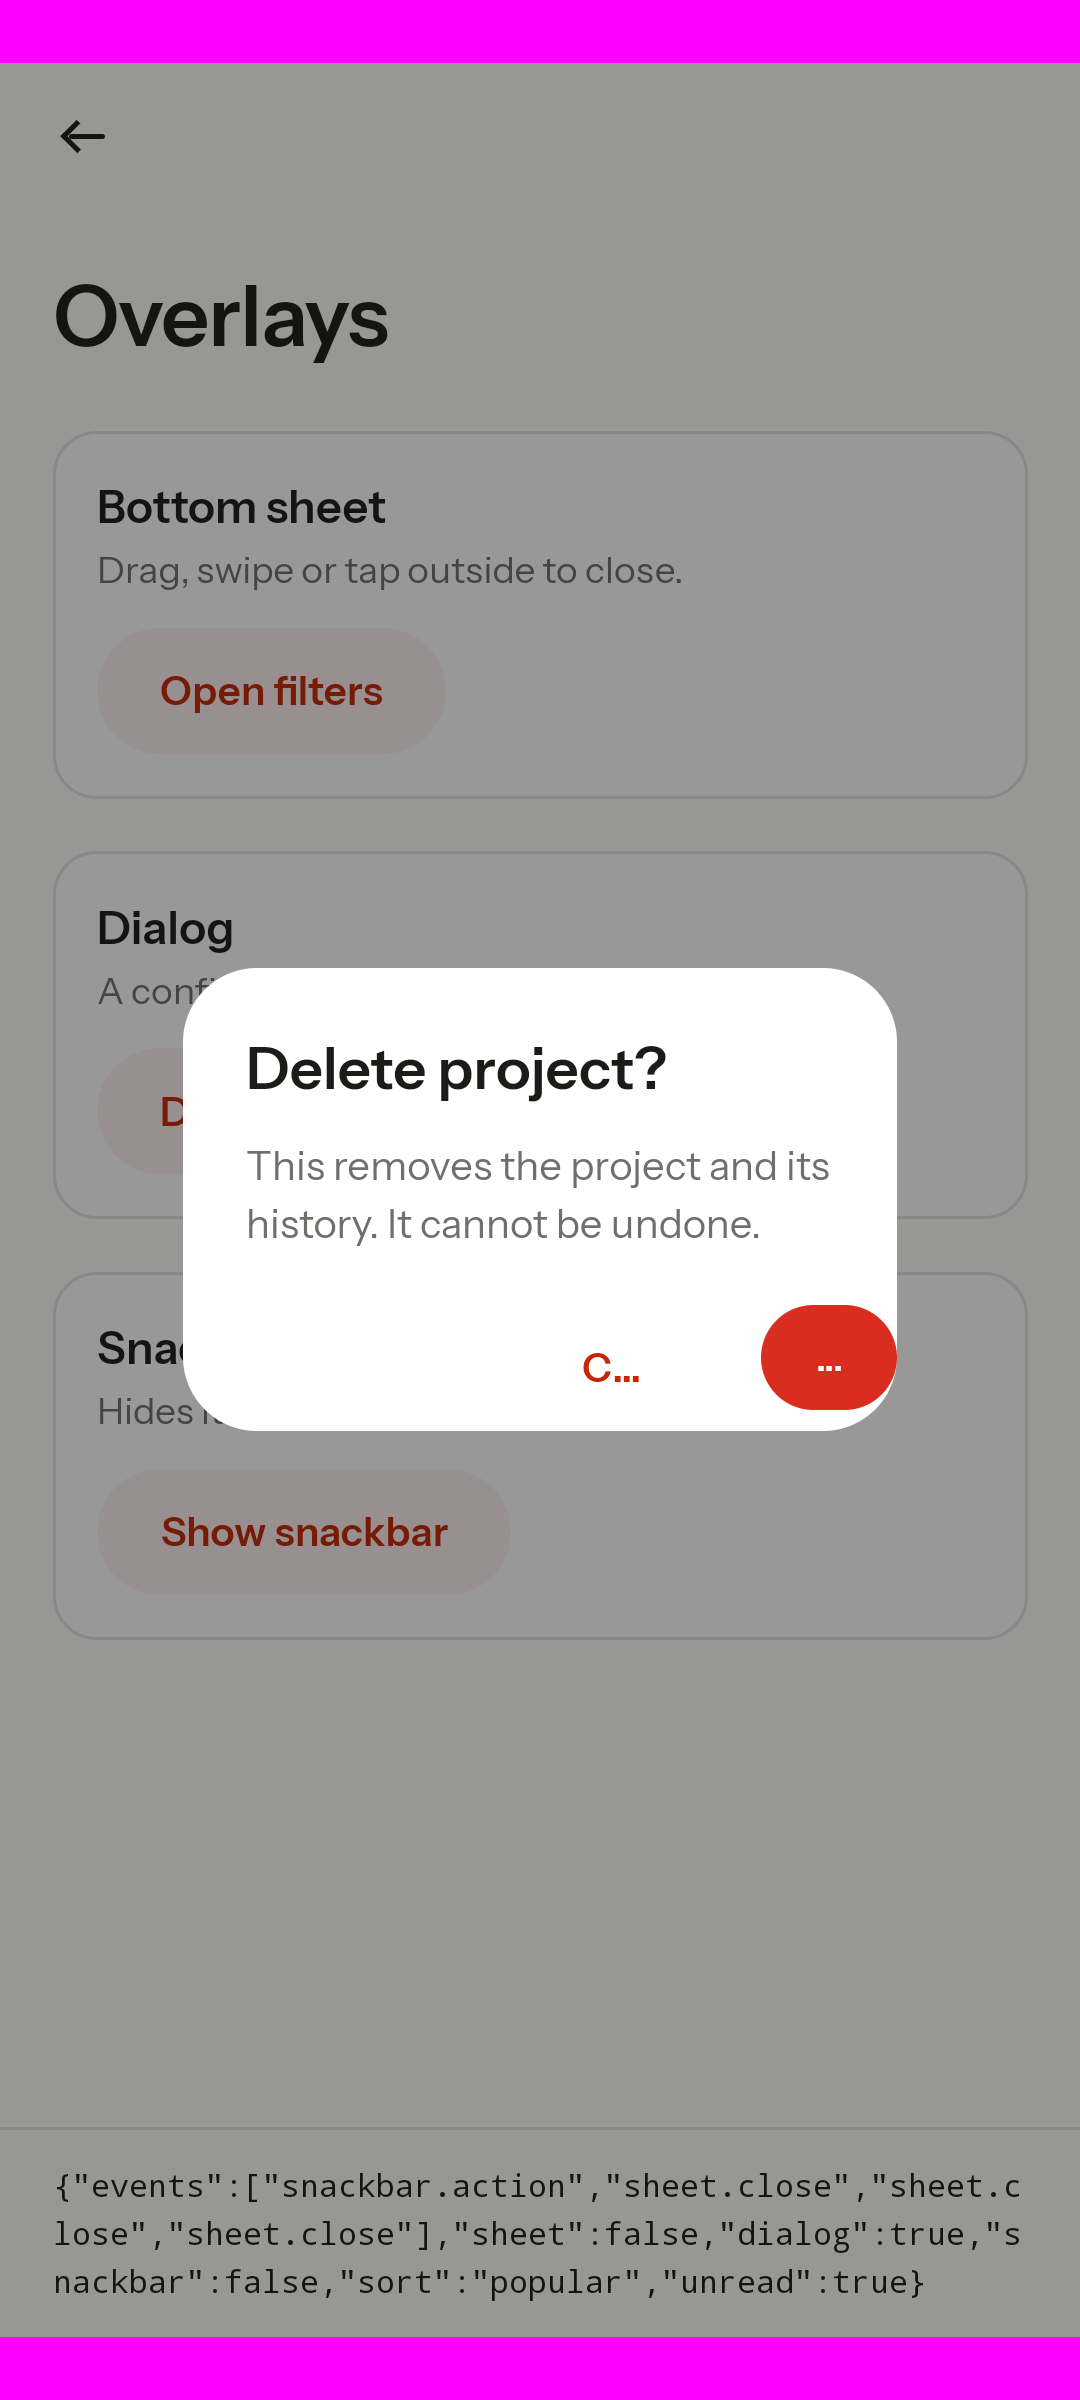 Overlays
Bottom sheet
Drag, swipe or tap outside to close.
Open filters
Dialog
A
Delete project?
This removes the project and its
history. It cannot be undone.
C...
...
Hides
Show snackbar
{"events":["snackbar.action","sheet.close","sheet.c
lose","sheet.close"],"sheet":false,"dialog":true,"s
nackbar":false,"sort":"popular","unread":true}